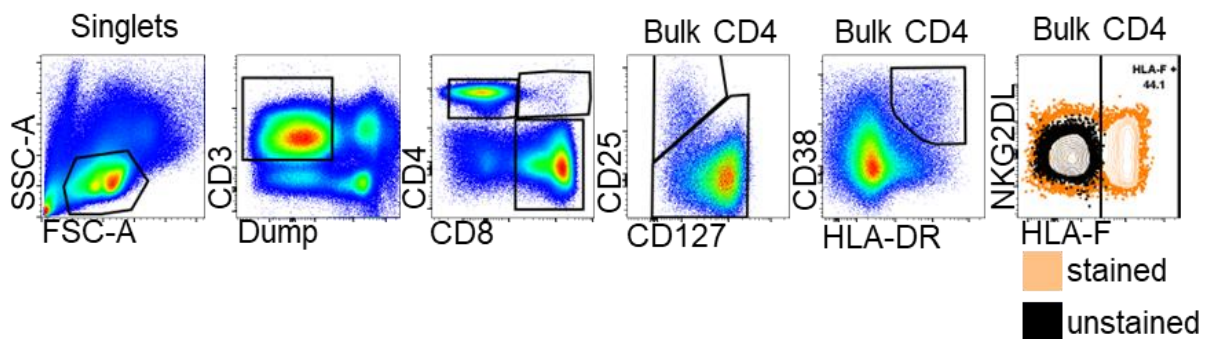 Singlets
Bulk CD4
Bulk CD4
Bulk CD4
SSC-A
FSC-A
CD3
Dump
CD4
CD8
CD25
CD127
CD38
HLA-DR
NKG2DL
HLA-F +
44.1
HLA-F
stained
unstained